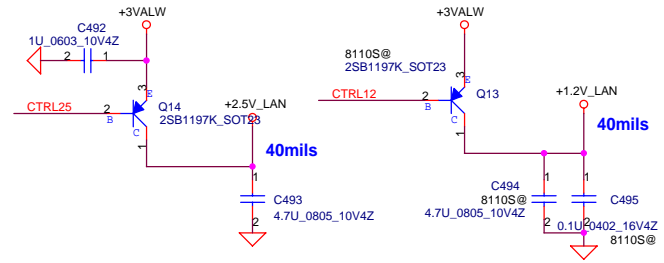 +3VALW
C492
1U_0603_10V4Z
2
1
3
E
CTRL25
2
B
C
1
Q14
2SB1197K_SOT23
+2.5V_LAN
40mils
1
2
C493
4.7U_0805_10V4Z
+3VALW
8110S@
2SB1197K_SOT23
3
E
CTRL12
2
B
C
1
Q13
+1.2V_LAN
40mils
1
2
C494
8110S@
4.7U_0805_10V4Z
1
2
C495
0.1U_0402_16V4Z
8110S@